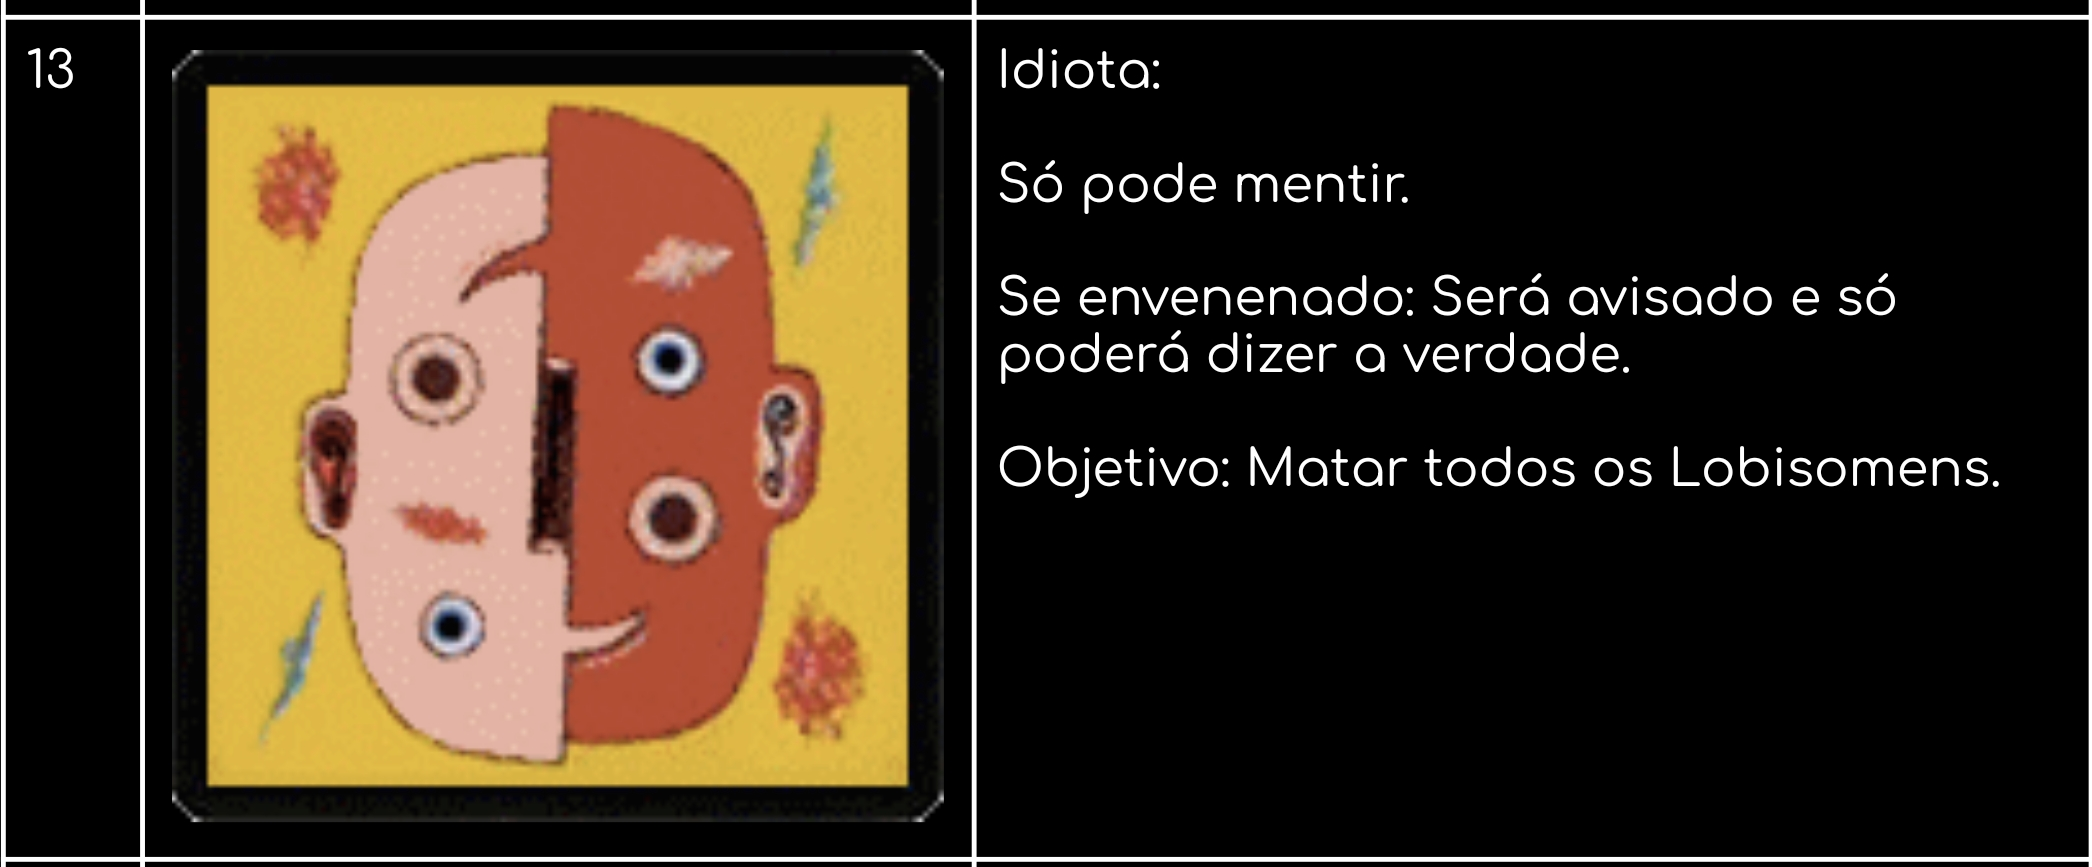 13
Idiota:
Só pode mentir.
Se envenenado: Será avisado e só
poderá dizer a verdade.
Objetivo: Matar todos os Lobisomens.